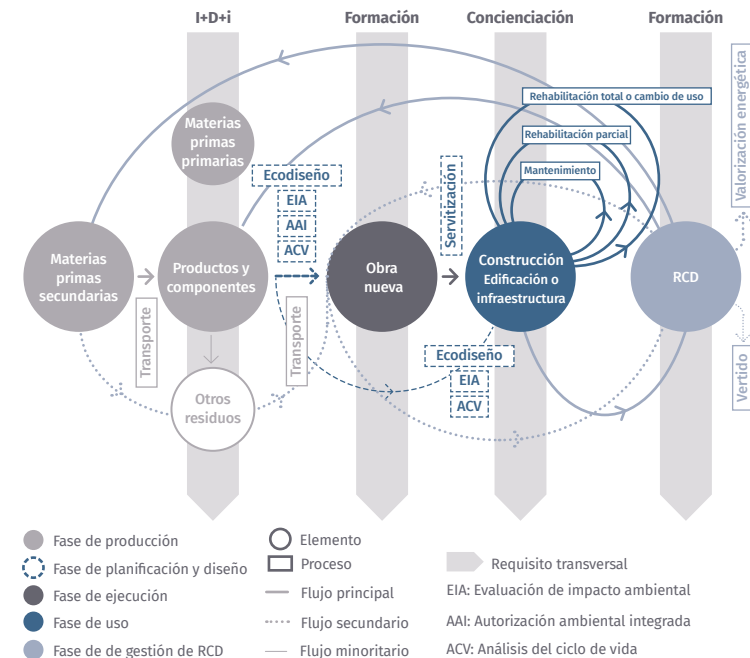 I+D+i
Formación
Concienciación
Formación
Valorización energética
Rehabilitación total o cambio de uso
Rehabilitación parcial
Mantenimiento
Materias
primas
primarias
Ecodiseño
EIA
AAI
ACV
Servitización
Materias
primas
secundarias
Productos y
componentes
Obra
nueva
Construcción
Edificación o
infraestructura
RCD
Transporte
Transporte
Ecodiseño
EIA
ACV
Vertido
Otros
residuos
Fase de producción
Fase de planificación y diseño
Fase de ejecución
Fase de uso
Fase de de gestión de RCD
Elemento
Proceso
Flujo principal
Flujo secundario
Flujo minoritario
Requisito transversal
EIA: Evaluación de impacto ambiental
AAI: Autorización ambiental integrada
ACV: Análisis del ciclo de vida